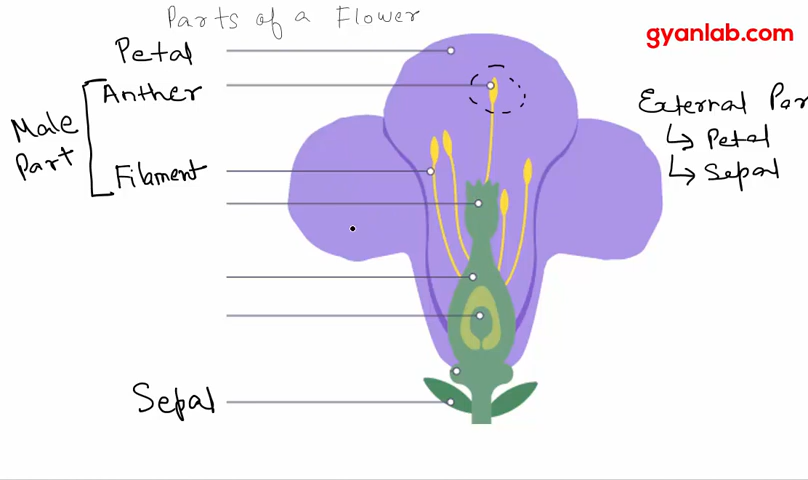 Parts of a Flower
gyanlab.com
Petal
Anther
Male
Part
Filament
External Par
↳ Petal
↳ Sepal
Sepal